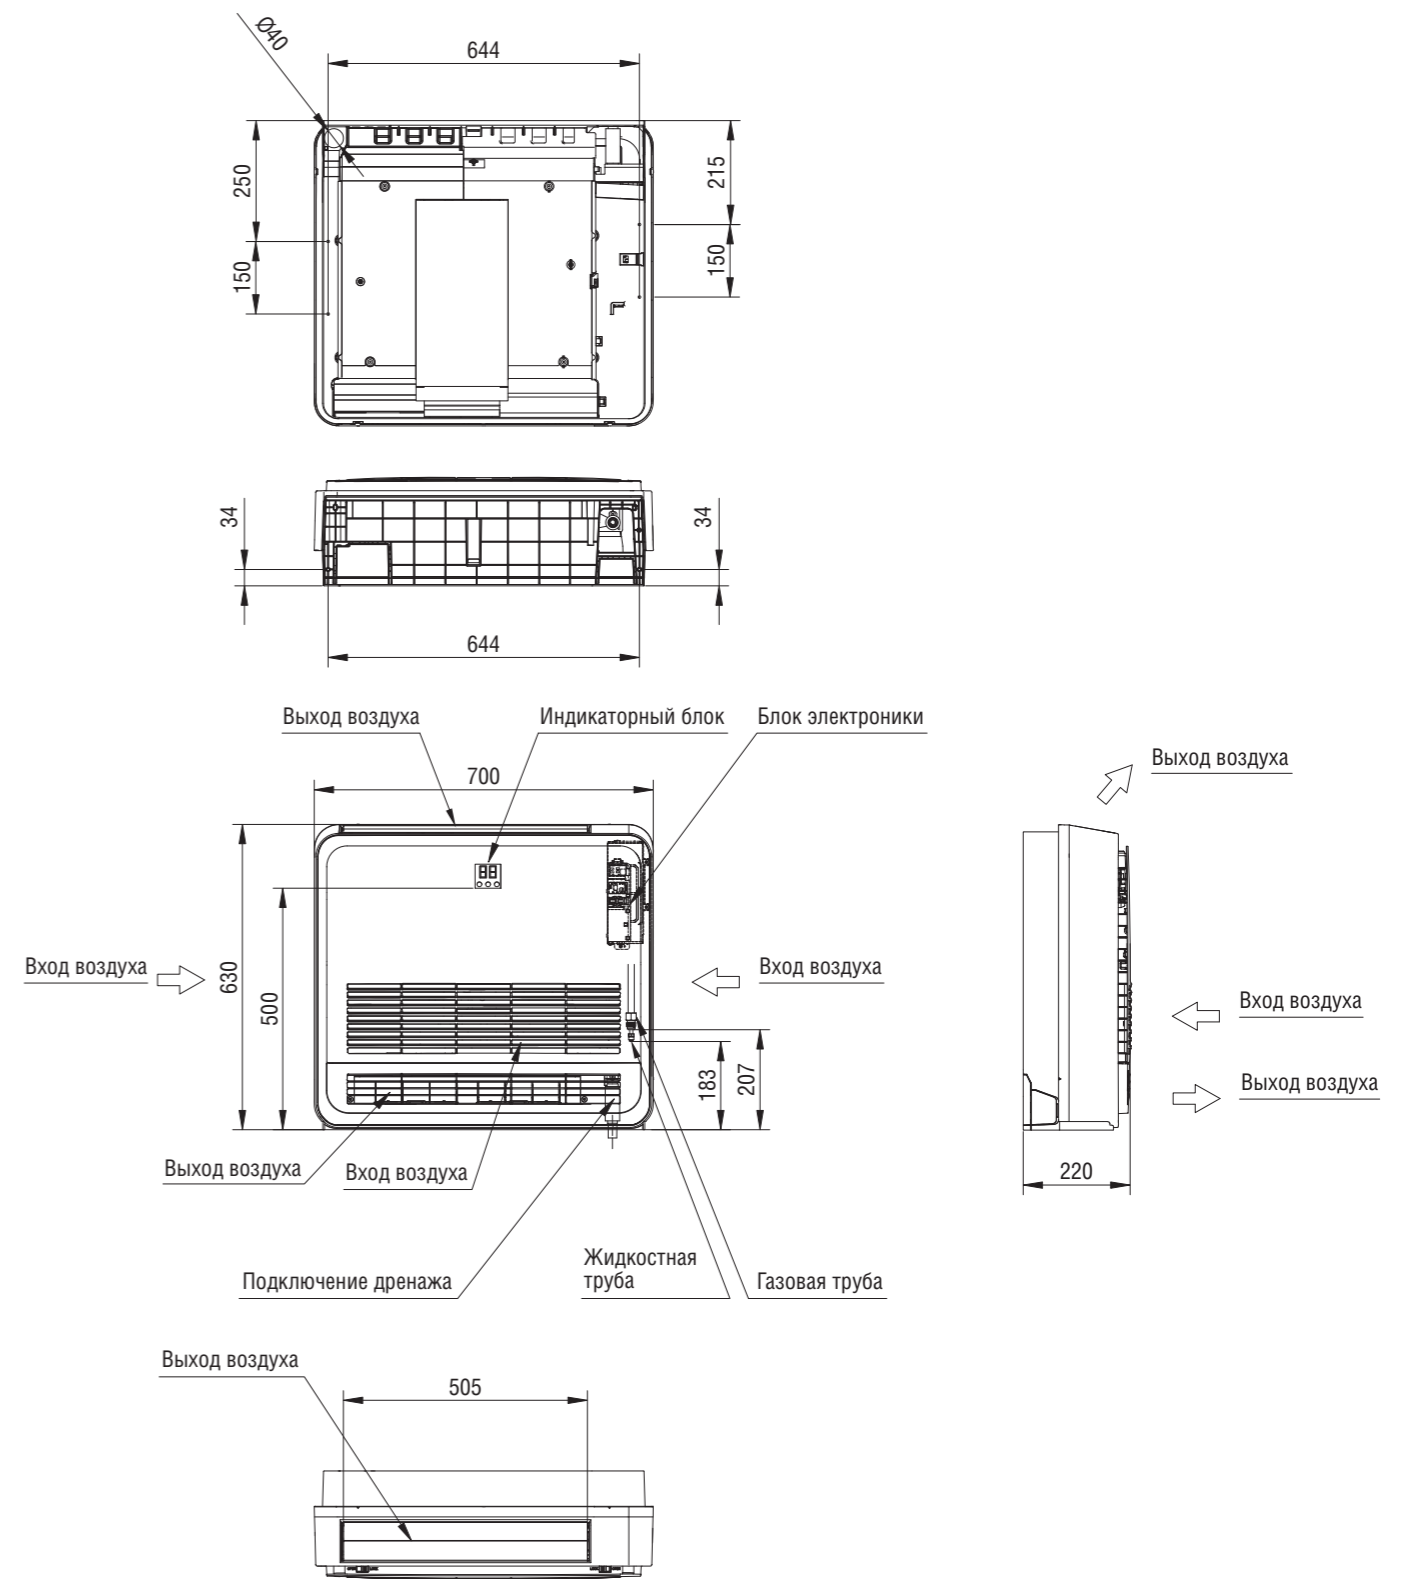 Ø40
644
250
215
150
150
34
34
644
Выход воздуха
Индикаторный блок
Блок электроники
Выход воздуха
700
Вход воздуха
630
500
Вход воздуха
Вход воздуха
183
207
Выход воздуха
Выход воздуха
Вход воздуха
220
Подключение дренажа
Жидкостная
труба
Газовая труба
Выход воздуха
505